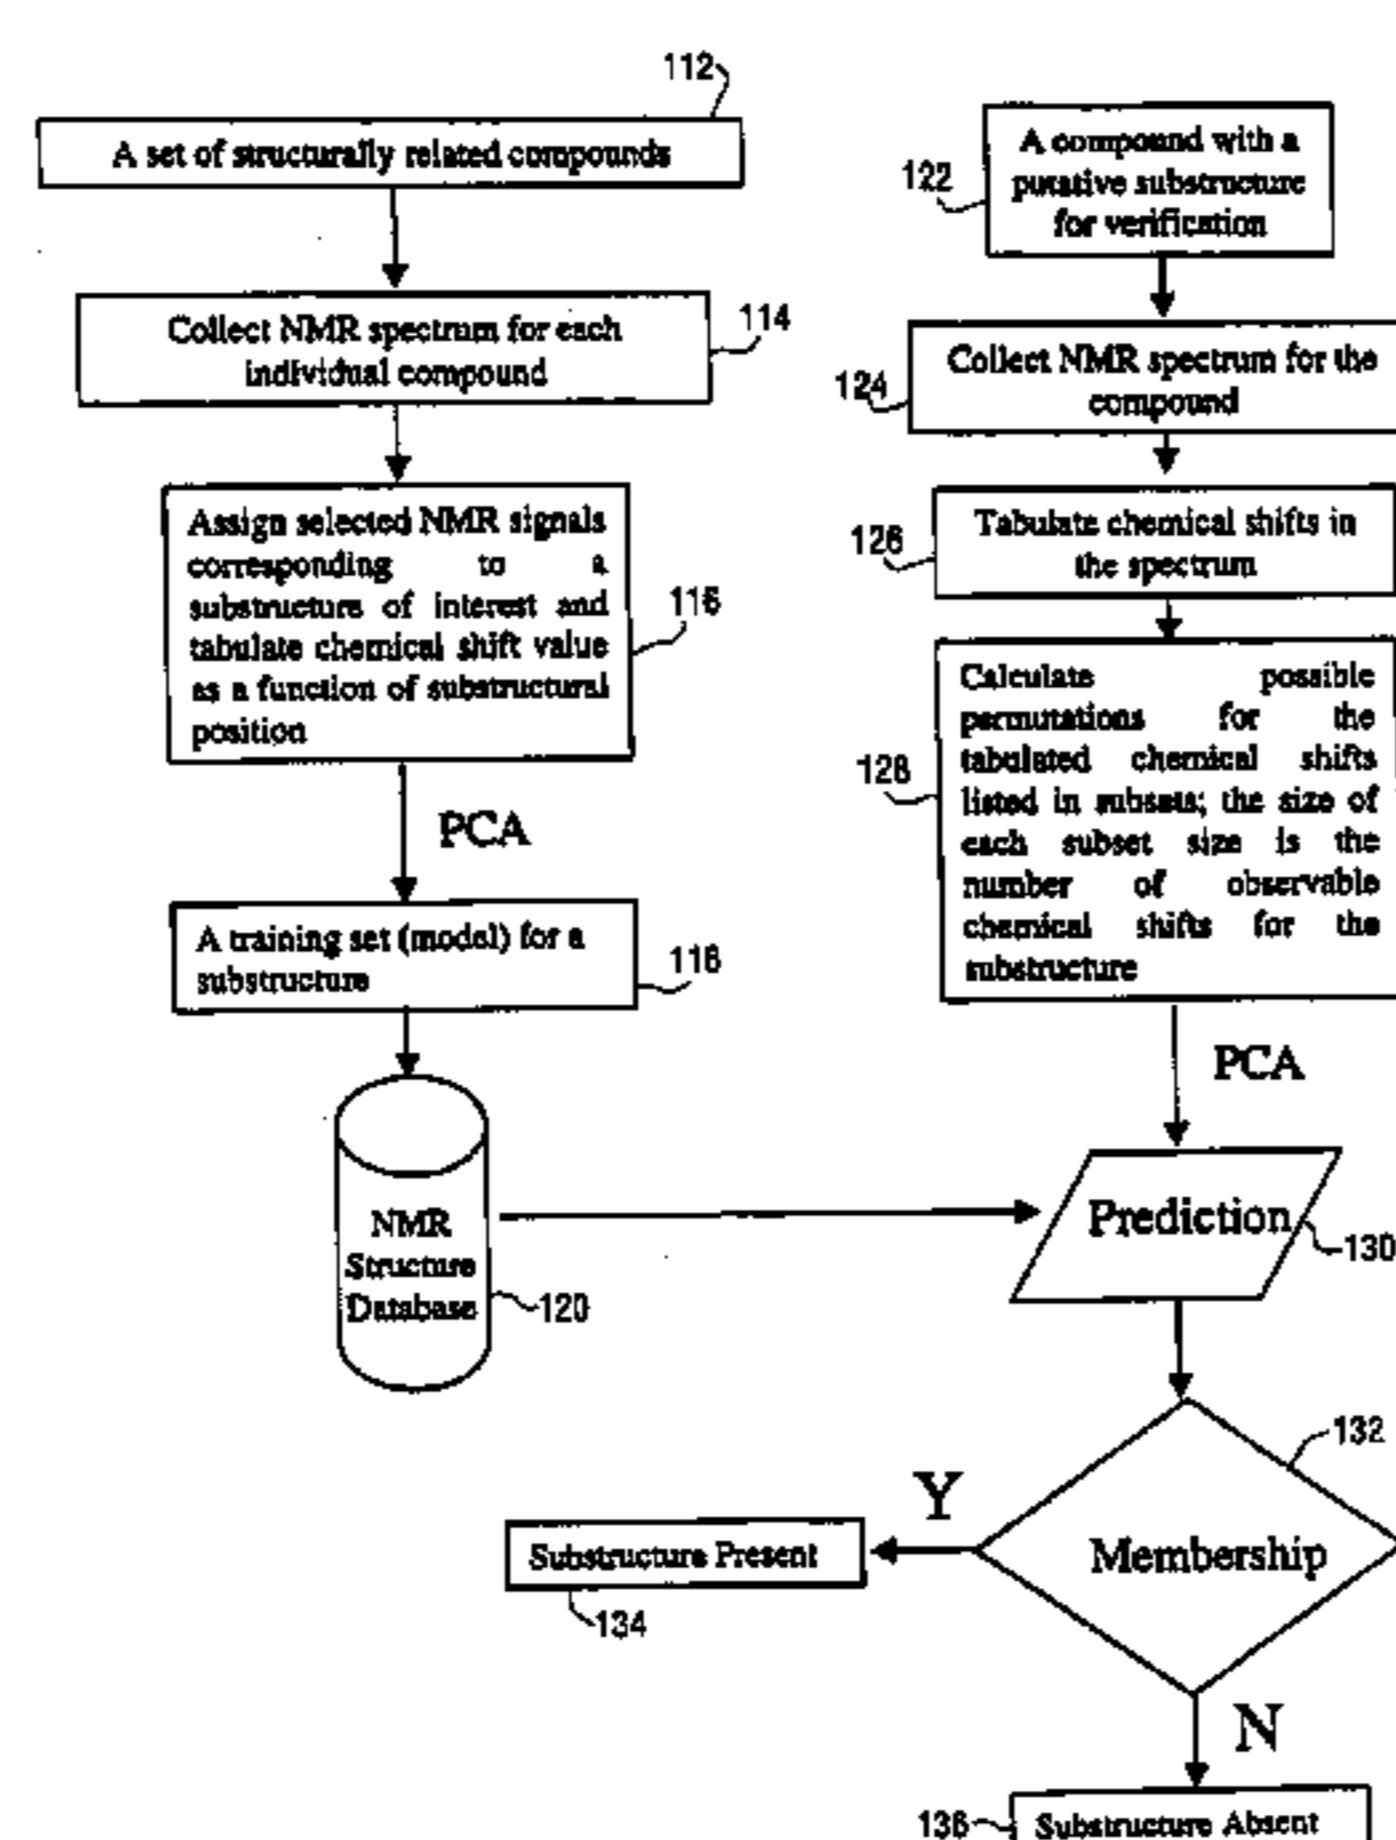 112
A set of structurally related compounds
Collect NMR spectrum for each
individual compound
114
Assign selected NMR signals
corresponding to a
substructure of interest and
tabulate chemical shift value
as a function of substructural
position
116
PCA
A training set (model) for a
substructure
118
NMR
Structure
Database
120
A compound with a
putative substructure
for verification
122
Collect NMR spectrum for the
compound
124
Tabulate chemical shifts in
the spectrum
126
Calculate possible
permutations for the
tabulated chemical shifts
listed in subsets; the size of
each subset size is the
number of observable
chemical shifts for the
substructure
128
PCA
Prediction
130
132
Membership
Y
Substructure Present
134
N
136
Substructure Absent